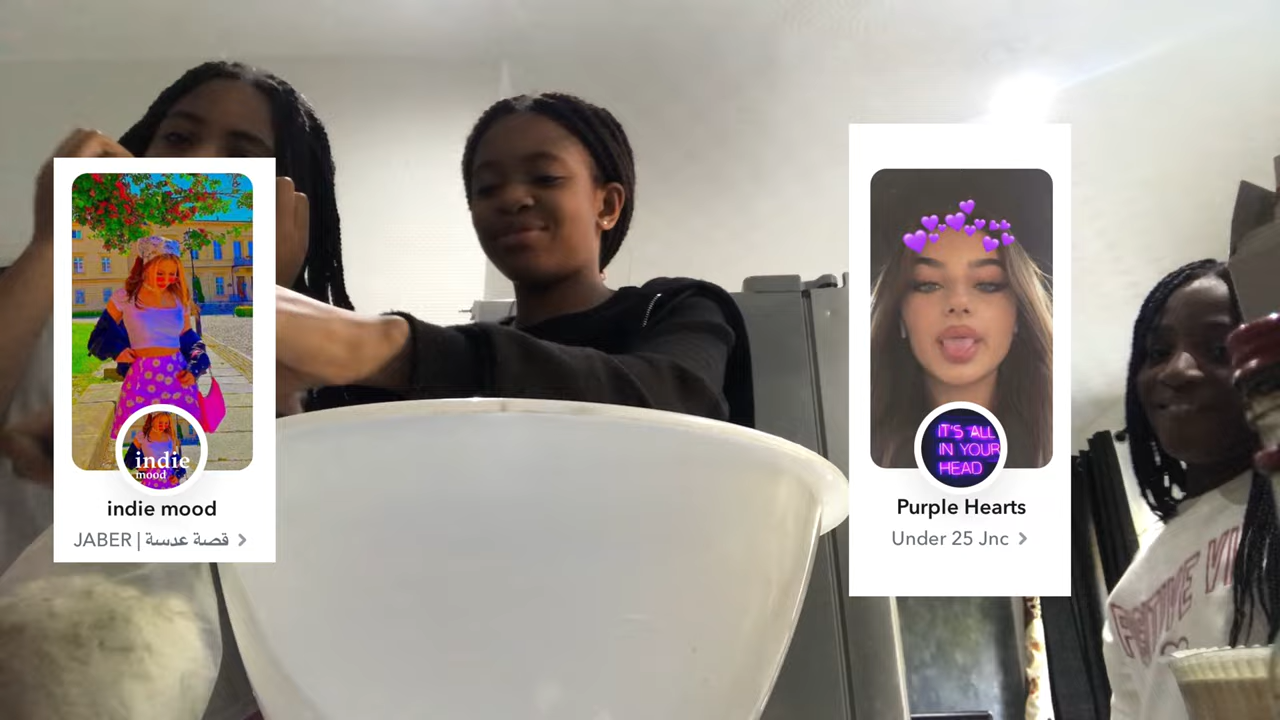 indie
mood
indie mood
JABER | قصة عدسة
IT'S ALL
IN YOUR
HEAD
Purple Hearts
Under 25 Jnc